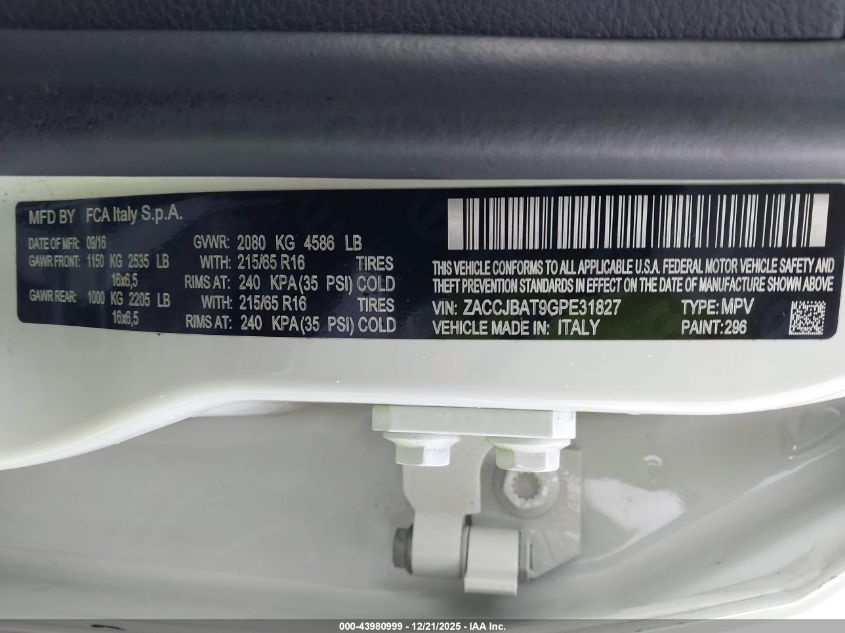 MFD BY FCA Italy S.p.A.
DATE OF MFR: 09/16 GVWR: 2080 KG 4586 LB
GAWR FRONT: 1150 KG 2535 LB WITH: 215/65 R16 TIRES
16x6,5 RIMS AT: 240 KPA (35 PSI) COLD
GAWR REAR: 1000 KG 2205 LB WITH: 215/65 R16 TIRES
16x6,5 RIMS AT: 240 KPA (35 PSI) COLD
THIS VEHICLE CONFORMS TO ALL APPLICABLE U.S.A. FEDERAL MOTOR VEHICLE SAFETY AND
THEFT PREVENTION STANDARDS IN EFFECT ON THE DATE OF MANUFACTURE SHOWN ABOVE
VIN: ZACCJBAT9GPE31827 TYPE: MPV
VEHICLE MADE IN: ITALY PAINT: 296
000-43980999 - 12/21/2025 - IAA Inc.